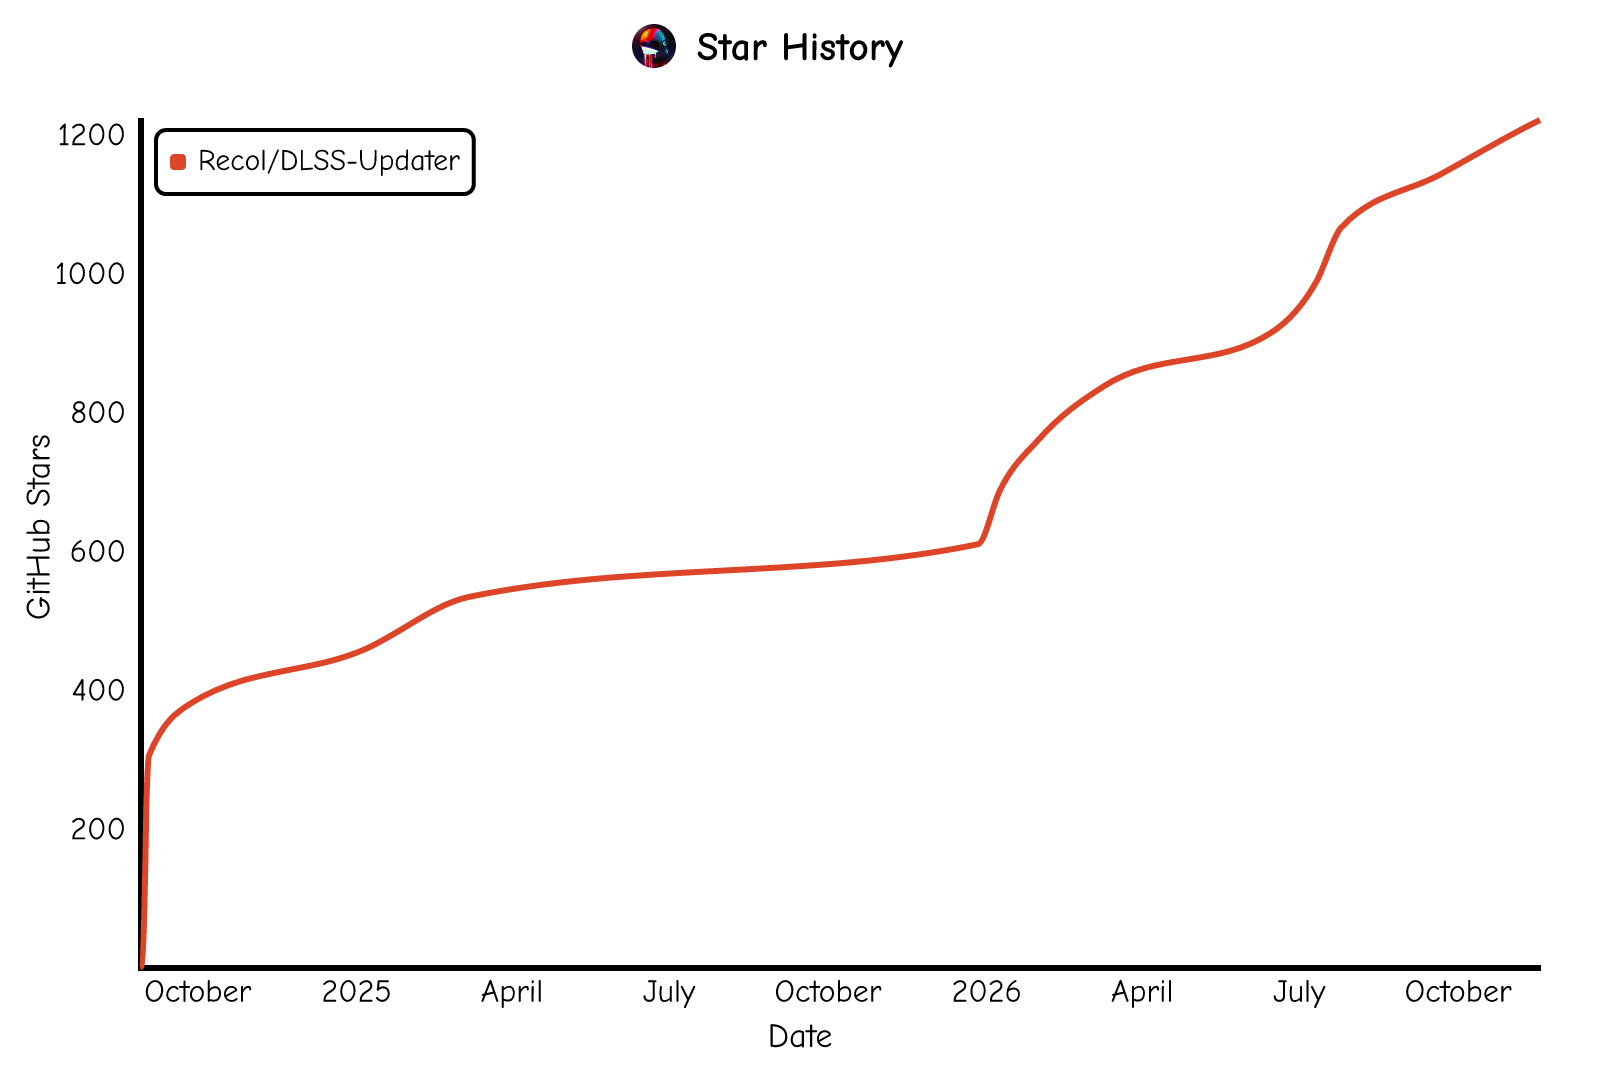 Star History
Recol/DLSS-Updater
1200
1000
800
600
400
200
GitHub Stars
October 2025 April July October 2026 April July October
Date